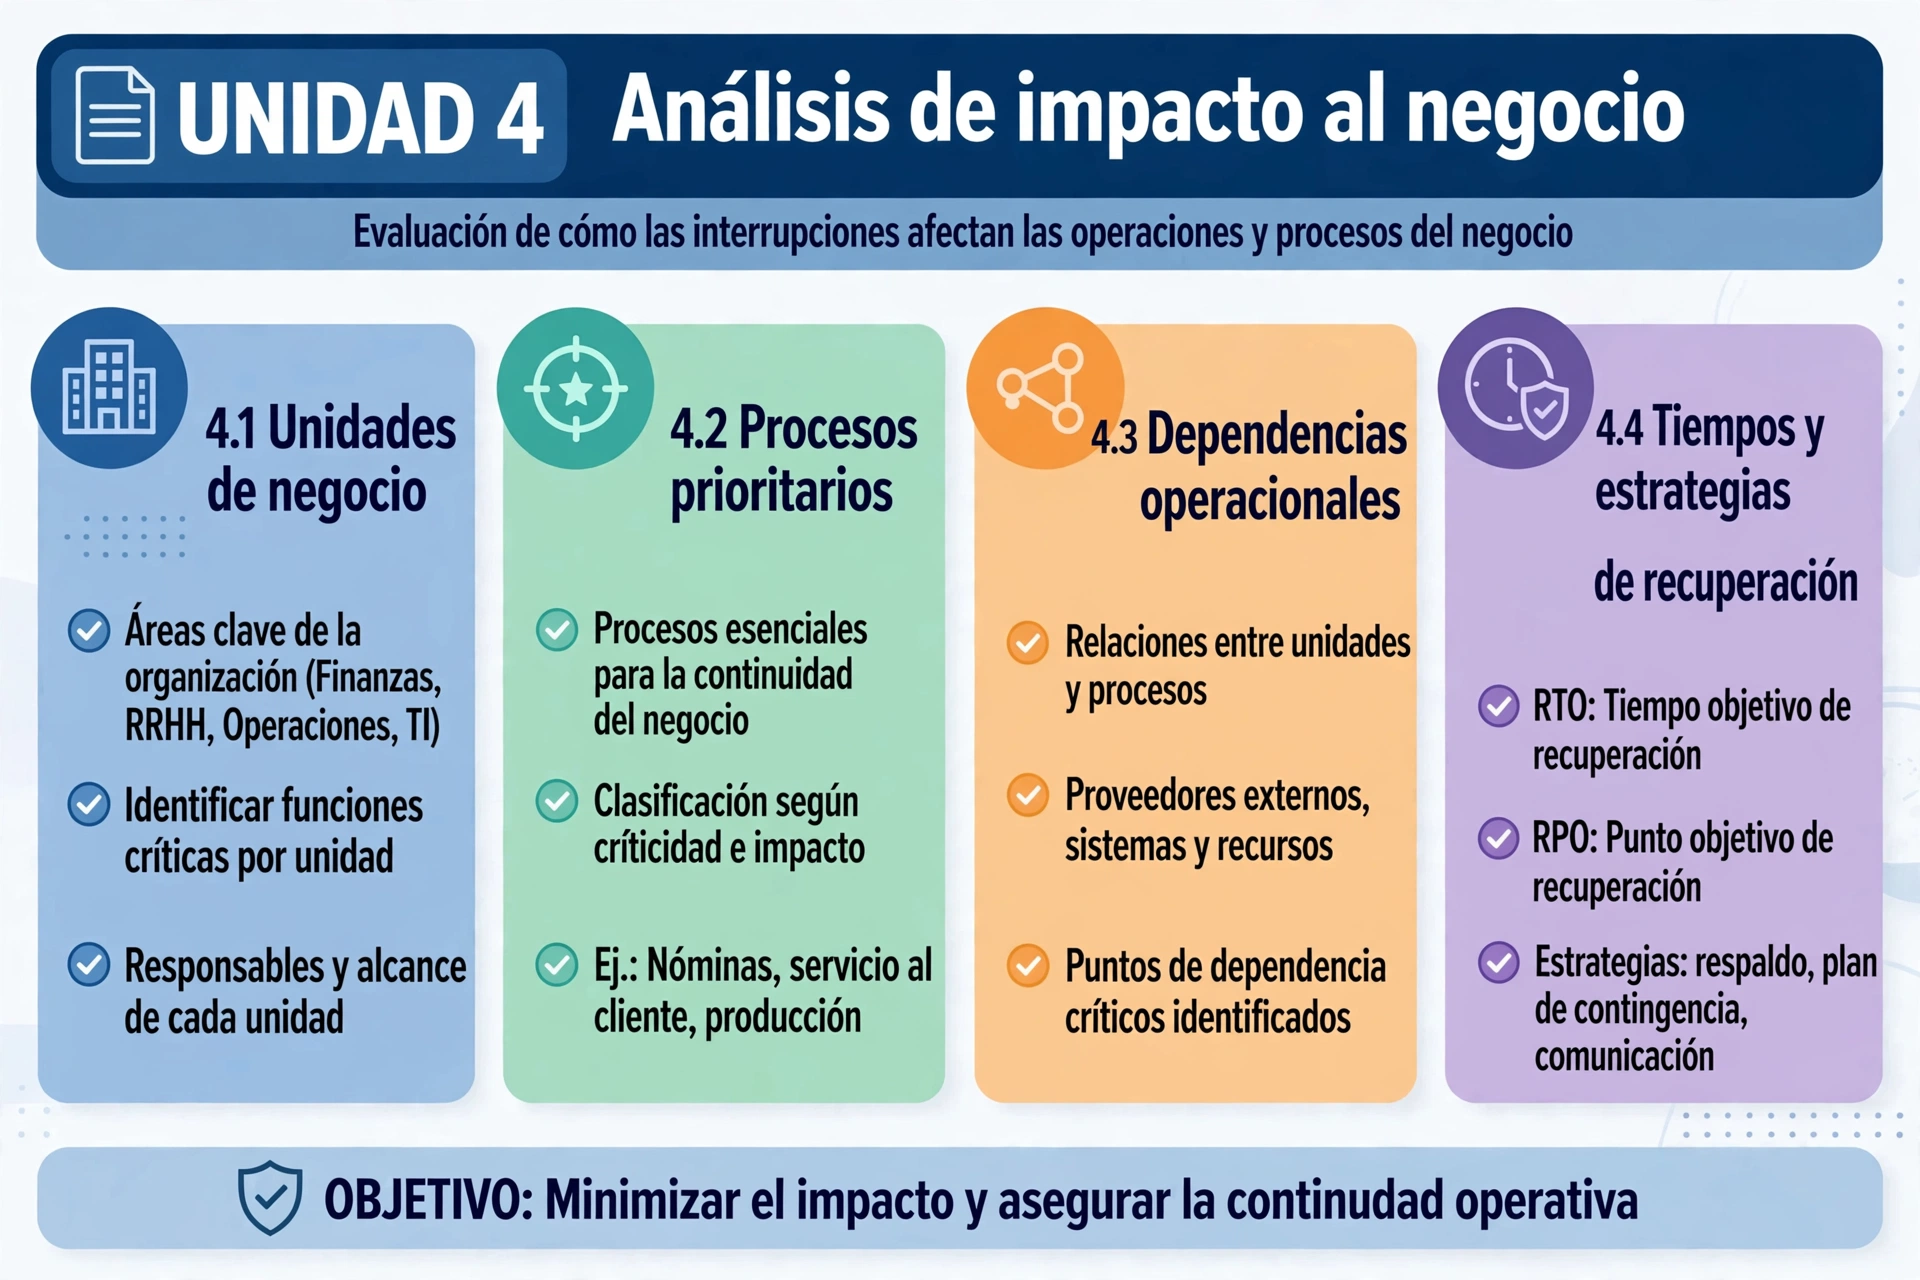 UNIDAD 4
Análisis de impacto al negocio
Evaluación de cómo las interrupciones afectan las operaciones y procesos del negocio
4.1 Unidades
de negocio
Áreas clave de la
organización (Finanzas,
RRHH, Operaciones, TI)
Identificar funciones
críticas por unidad
Responsables y alcance
de cada unidad
4.2 Procesos
prioritarios
Procesos esenciales
para la continuidad
del negocio
Clasificación según
críticidad e impacto
Ej.: Nóminas, servicio al
cliente, producción
4.3 Dependencias
operacionales
Relaciones entre unidades
y procesos
Proveedores externos,
sistemas y recursos
Puntos de dependencia
críticos identificados
4.4 Tiempos y
estrategias
de recuperación
RTO: Tiempo objetivo de
recuperación
RPO: Punto objetivo de
recuperación
Estrategias: respaldo, plan
de contingencia,
comunicación
OBJETIVO: Minimizar el impacto y asegurar la continudad operativa